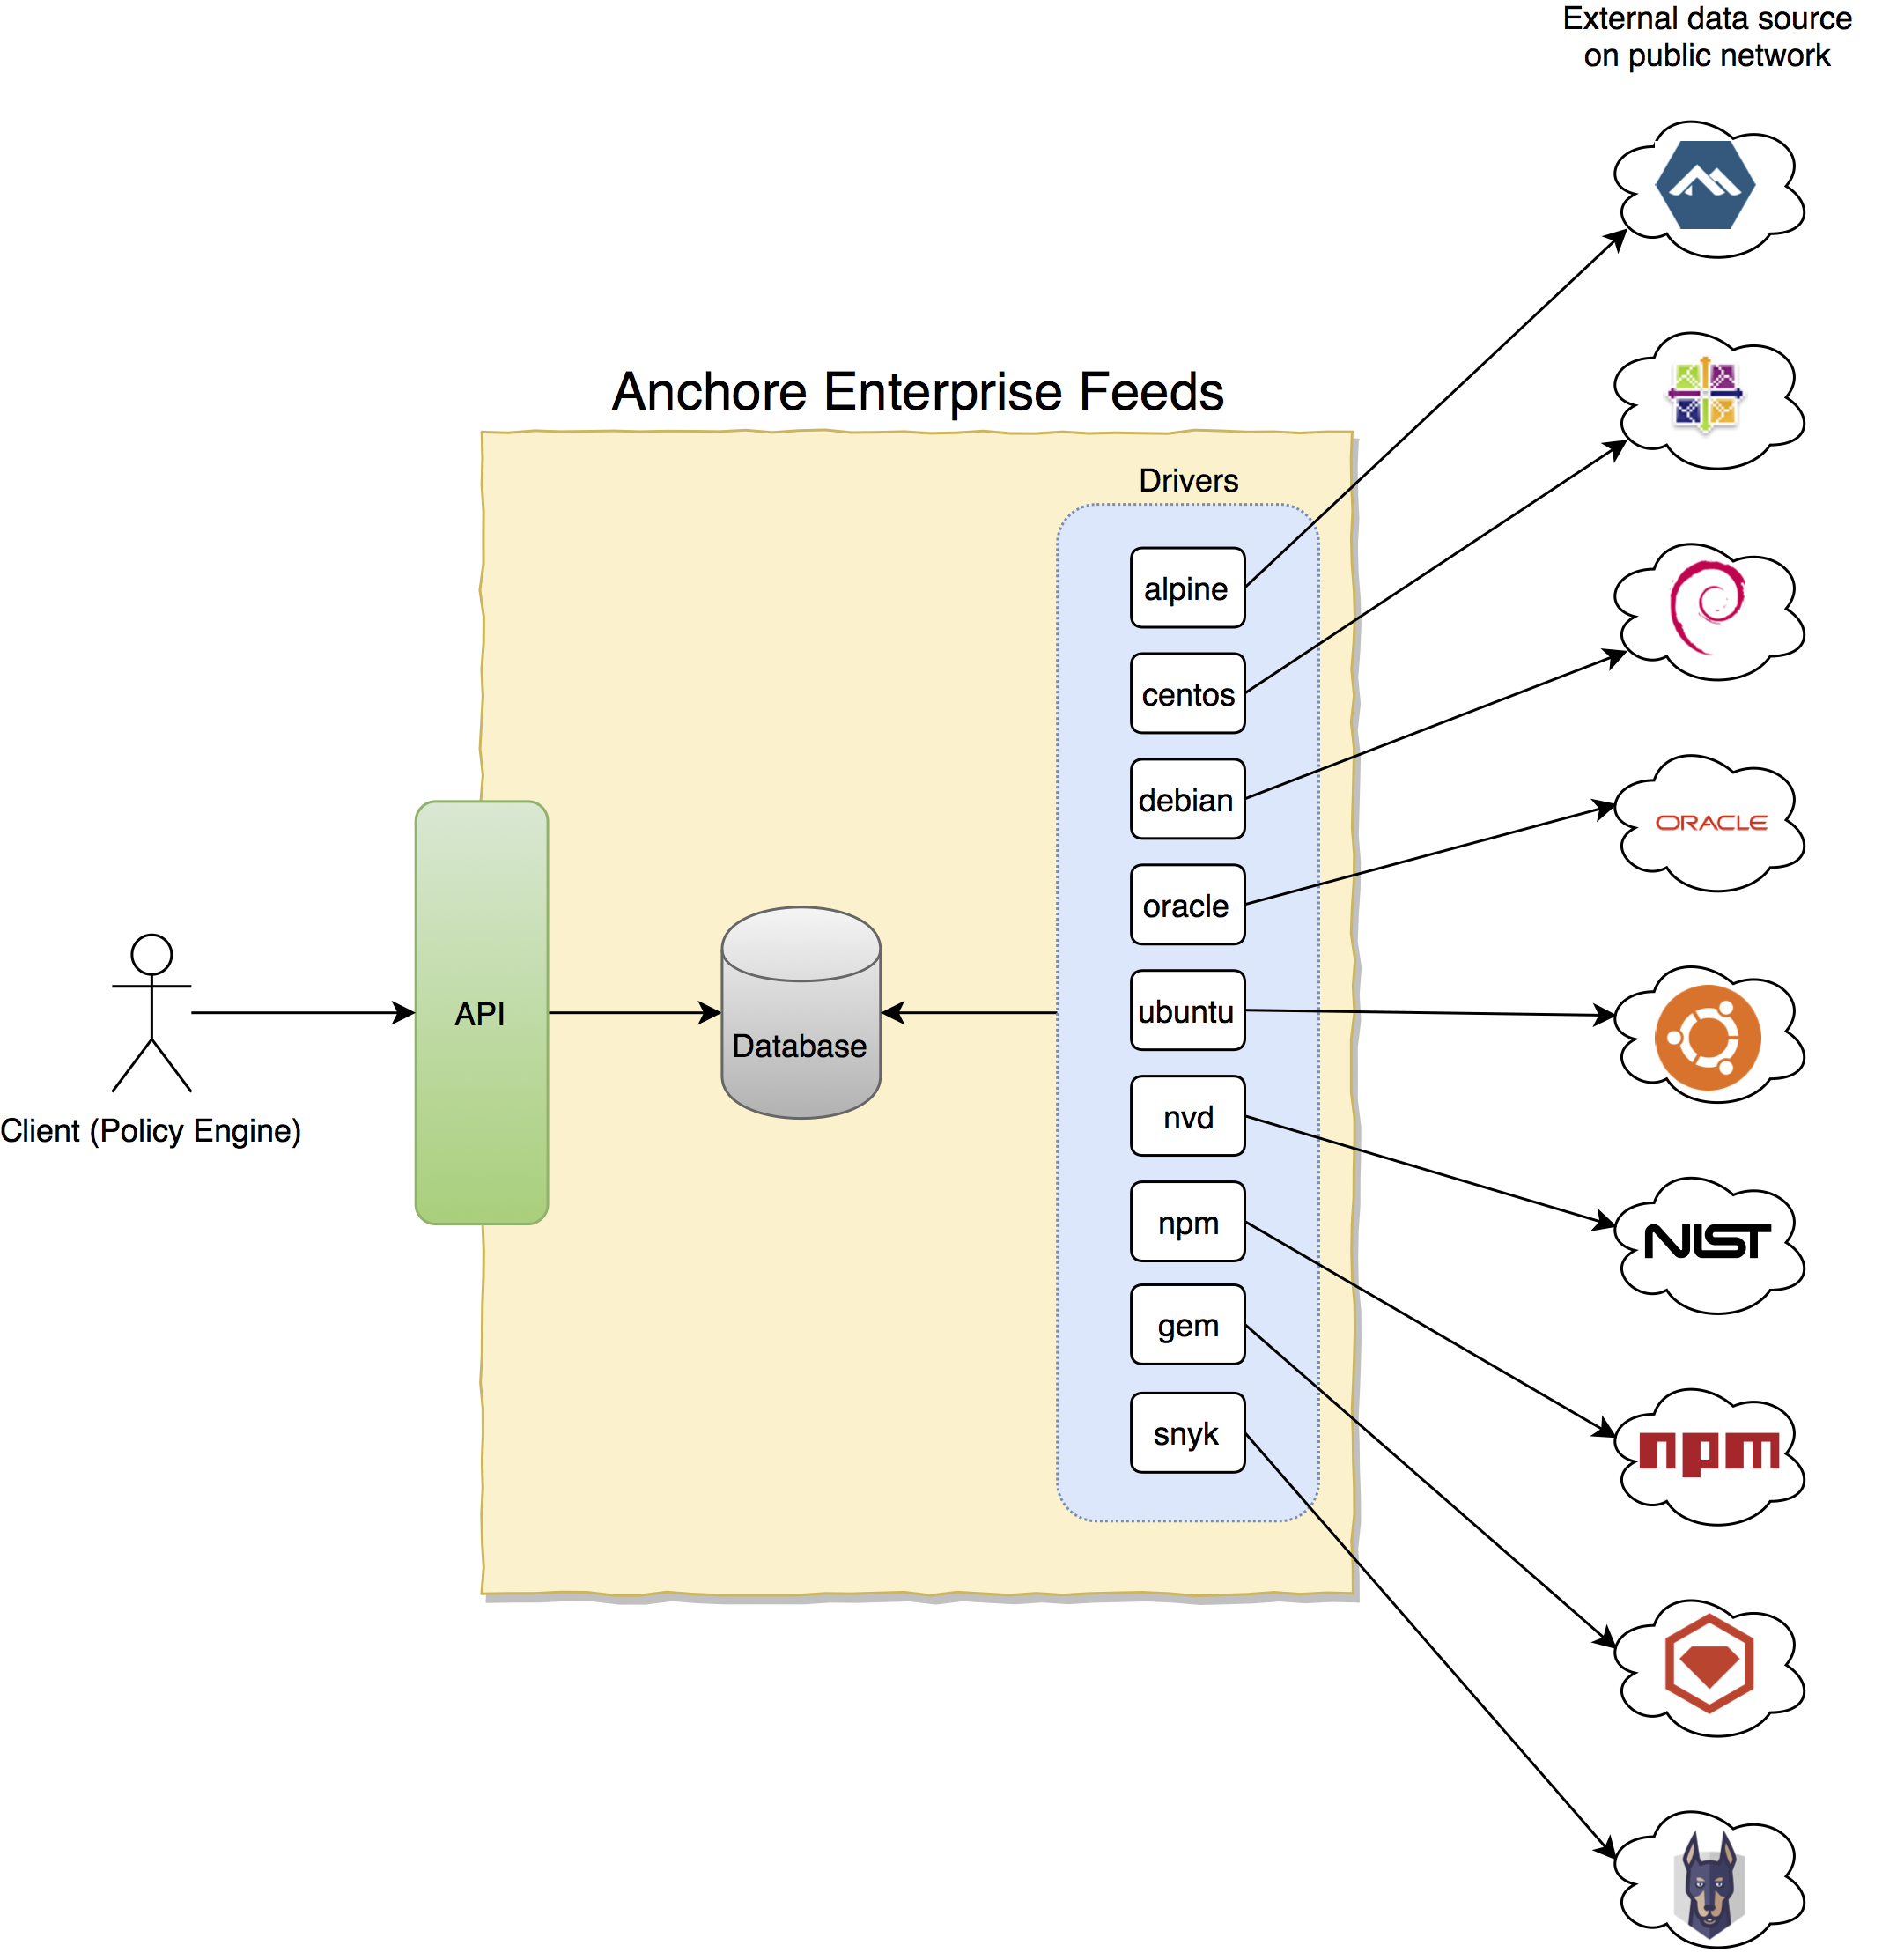 External data source
on public network
Anchore Enterprise Feeds
Drivers
alpine
centos
debian
oracle
ORACLE
ubuntu
API
Database
Client (Policy Engine)
nvd
NIST
npm
npm
gem
snyk